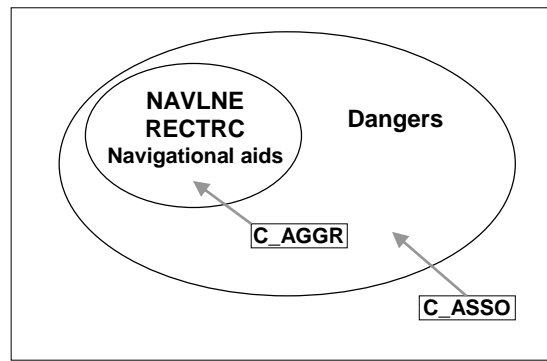 NAVLNE
RECTRC
Navigational aids
Dangers
C_AGGR
C_ASSO